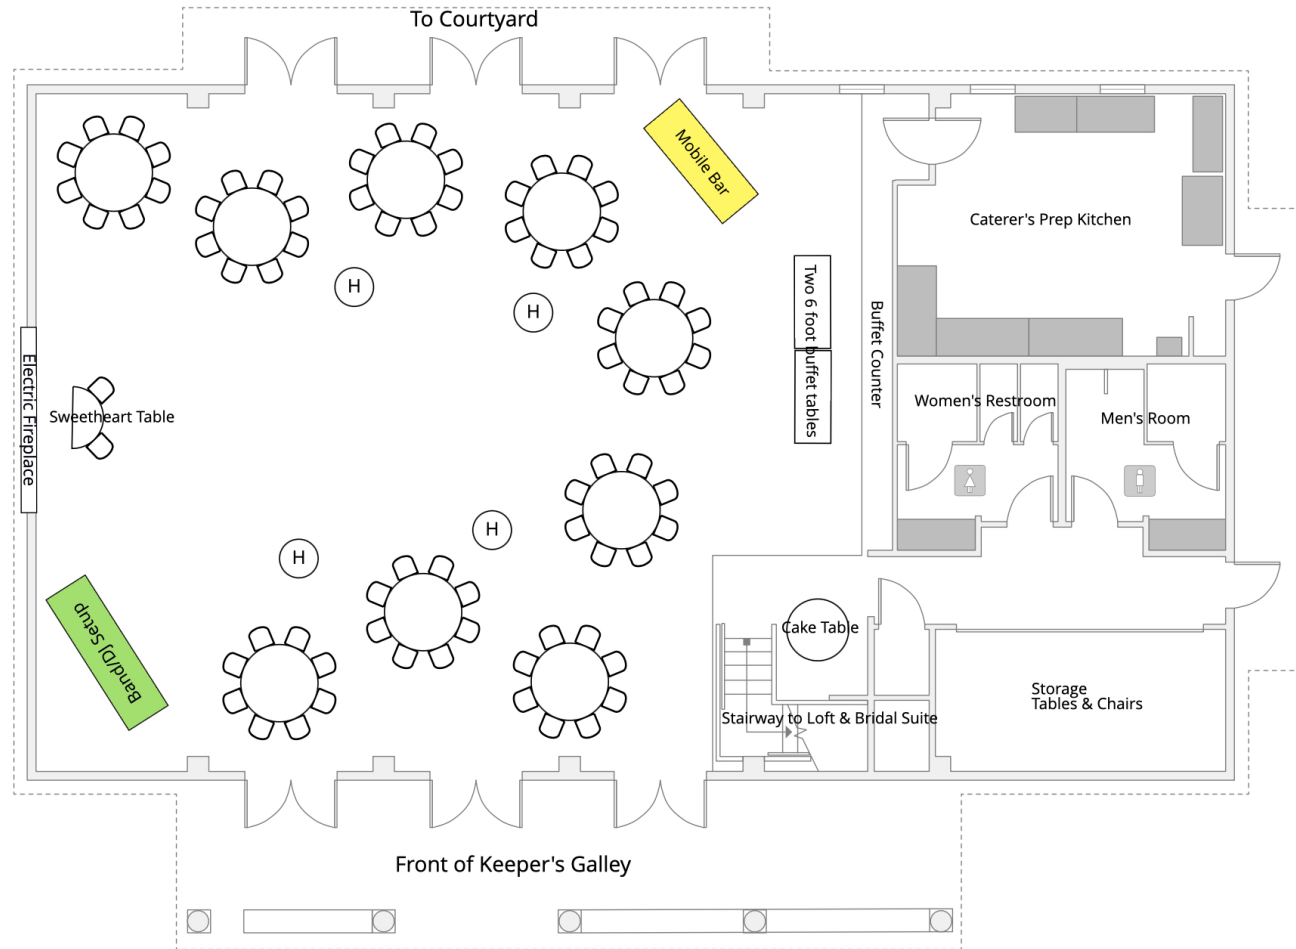 To Courtyard
Mobile Bar
Caterer's Prep Kitchen
H
H
Two 6 foot buffet tables
Buffet Counter
Electric Fireplace
Sweetheart Table
Women's Restroom
Men's Room
H
H
Band/DJ Setup
Cake Table
Storage
Tables & Chairs
Stairway to Loft & Bridal Suite
Front of Keeper's Galley